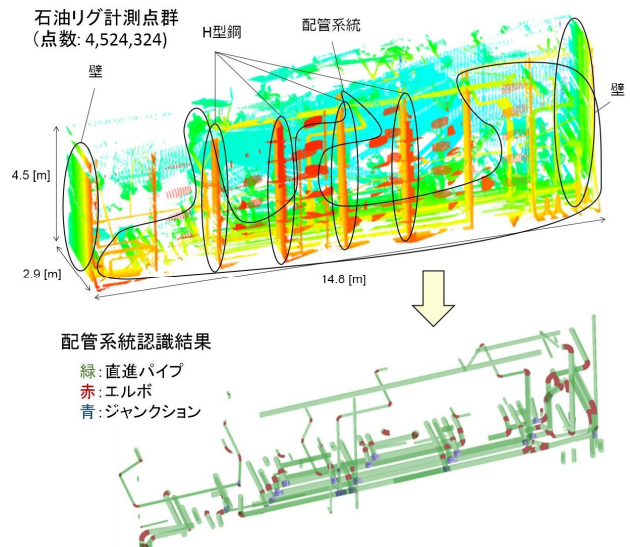 石油リグ計測点群
(点数: 4,524,324)
壁
H型鋼
配管系統
壁
4.5 [m]
2.9 [m]
14.8 [m]
配管系統認識結果
緑:直進パイプ
赤:エルボ
青:ジャンクション